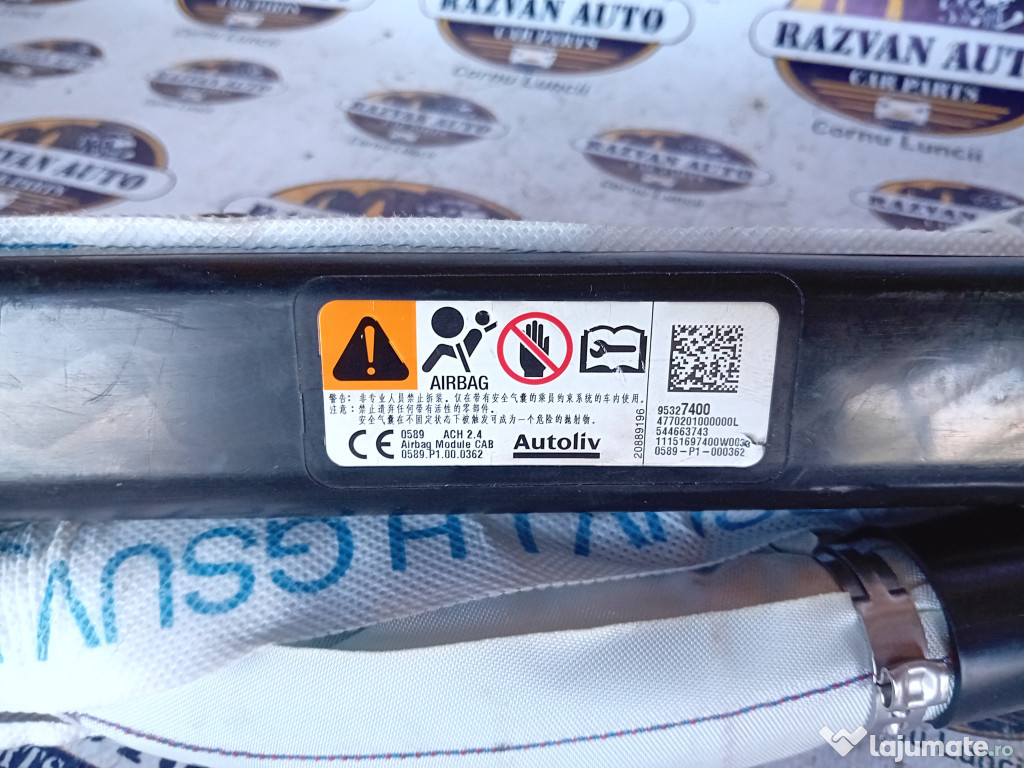 RAZVAN AUTO
CAR PARTS
Cornu Luncii
RAZVAN AUTO
CAR PARTS
Cornu Luncii
RAZVAN AUTO
RAZVAN AUTO
RAZVAN AUTO
AIRBAG
警告: 非专业人员禁止拆装。仅在带有安全气囊的乘员约束系统的车内使用。
注意: 禁止遗弃任何带有活性的零部件。
安全气囊在不固定状态下被触发可成为一个危险的抛射物。
CE 0589 ACH 2.4
Airbag Module CAB
0589.P1.00.0362
Autoliv
20889196
95327400
4770201000000L
544663743
11151697400W003
0589-P1-000362
lajumate.ro